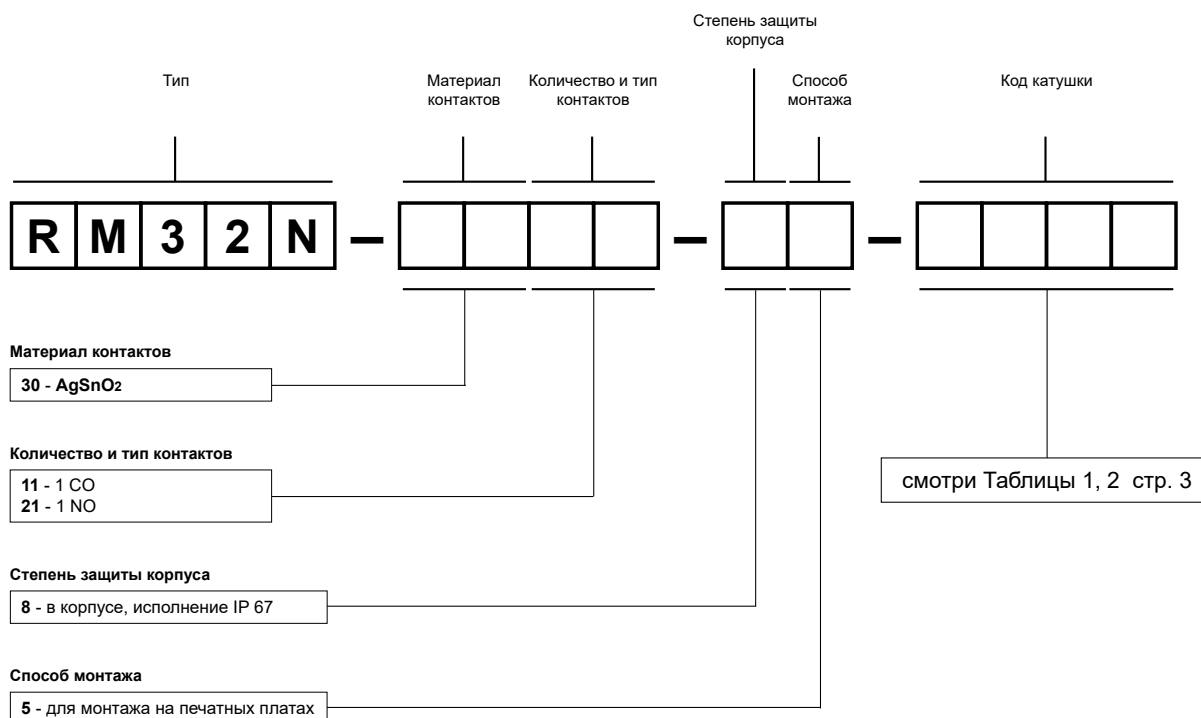 Степень защиты
корпуса
Тип
Материал
контактов
Количество и тип
контактов
Способ
монтажа
Код катушки
R M 3 2 N – –  –
Материал контактов
30 - AgSnO2
Количество и тип контактов
11 - 1 CO
21 - 1 NO
смотри Таблицы 1, 2 стр. 3
Степень защиты корпуса
8 - в корпусе, исполнение IP 67
Способ монтажа
5 - для монтажа на печатных платах